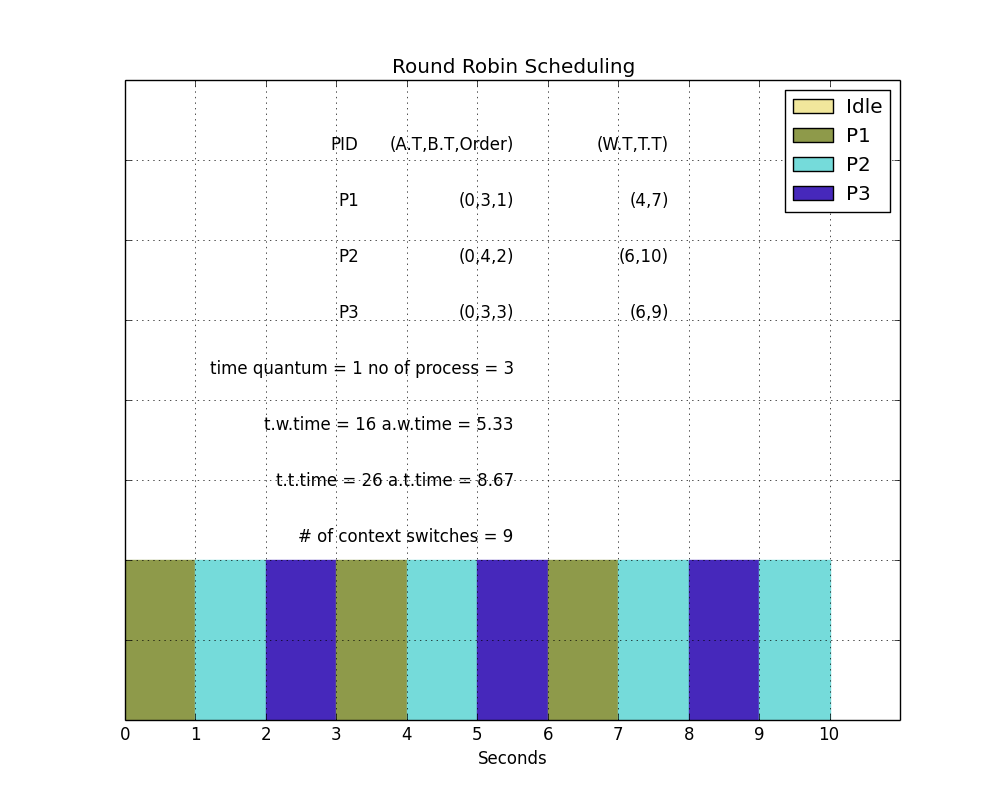 Round Robin Scheduling
Idle
P1
P2
P3
PID (A.T,B.T,Order) (W.T,T.T)
P1 (0,3,1) (4,7)
P2 (0,4,2) (6,10)
P3 (0,3,3) (6,9)
time quantum = 1 no of process = 3
t.w.time = 16 a.w.time = 5.33
t.t.time = 26 a.t.time = 8.67
# of context switches = 9
0 1 2 3 4 5 6 7 8 9 10
Seconds